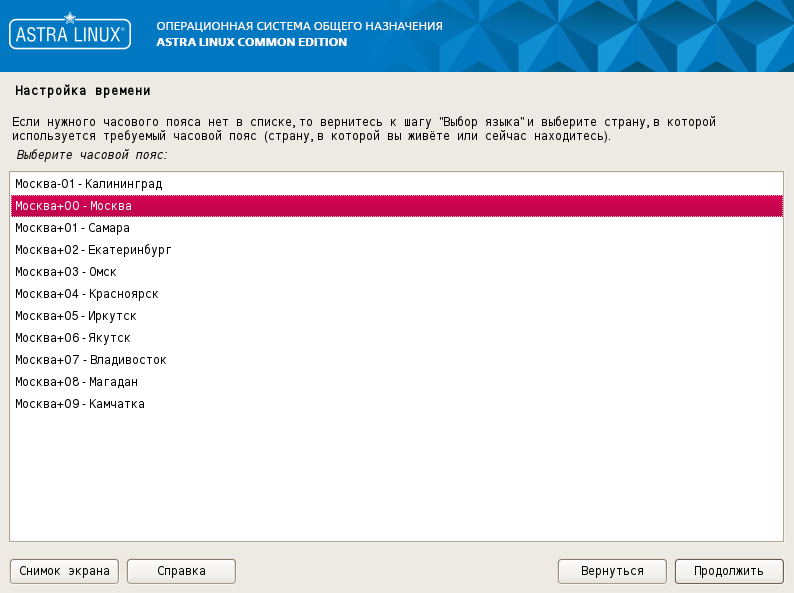 ASTRA LINUX®
ОПЕРАЦИОННАЯ СИСТЕМА ОБЩЕГО НАЗНАЧЕНИЯ
ASTRA LINUX COMMON EDITION
Настройка времени
Если нужного часового пояса нет в списке, то вернитесь к шагу "Выбор языка" и выберите страну, в которой
используется требуемый часовой пояс (страну, в которой вы живёте или сейчас находитесь).
Выберите часовой пояс:
Москва-01 - Калининград
Москва+00 - Москва
Москва+01 - Самара
Москва+02 - Екатеринбург
Москва+03 - Омск
Москва+04 - Красноярск
Москва+05 - Иркутск
Москва+06 - Якутск
Москва+07 - Владивосток
Москва+08 - Магадан
Москва+09 - Камчатка
Снимок экрана
Справка
Вернуться
Продолжить